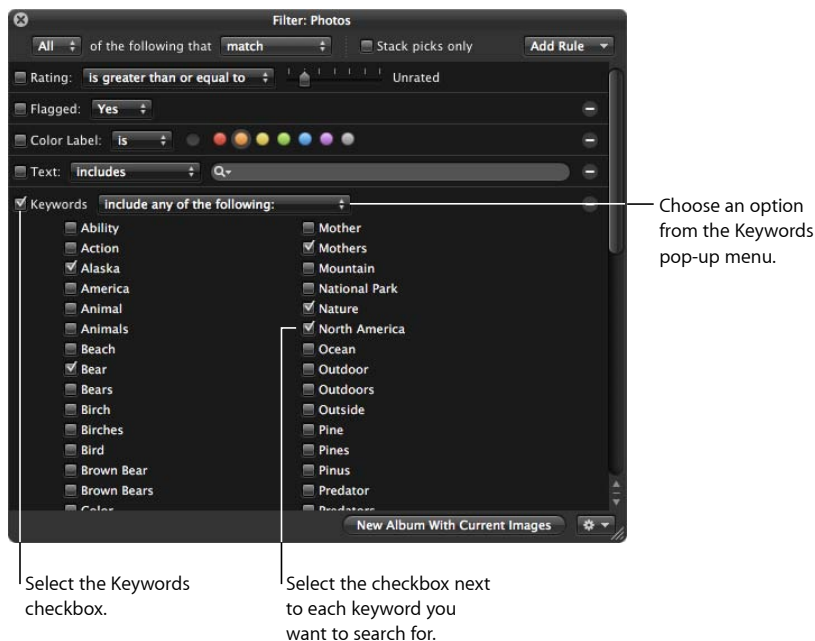 Filter: Photos
All of the following that match Stack picks only Add Rule
Rating: is greater than or equal to Unrated
Flagged: Yes
Color Label: is
Text: includes
Keywords include any of the following:
Ability Mother
Action Mothers
Alaska Mountain
America National Park
Animal Nature
Animals North America
Beach Ocean
Bear Outdoor
Bears Outdoors
Birch Outside
Birches Pine
Bird Pines
Brown Bear Pinus
Brown Bears Predator
Color Predators
New Album With Current Images
Choose an option
from the Keywords
pop-up menu.
Select the Keywords
checkbox.
Select the checkbox next
to each keyword you
want to search for.